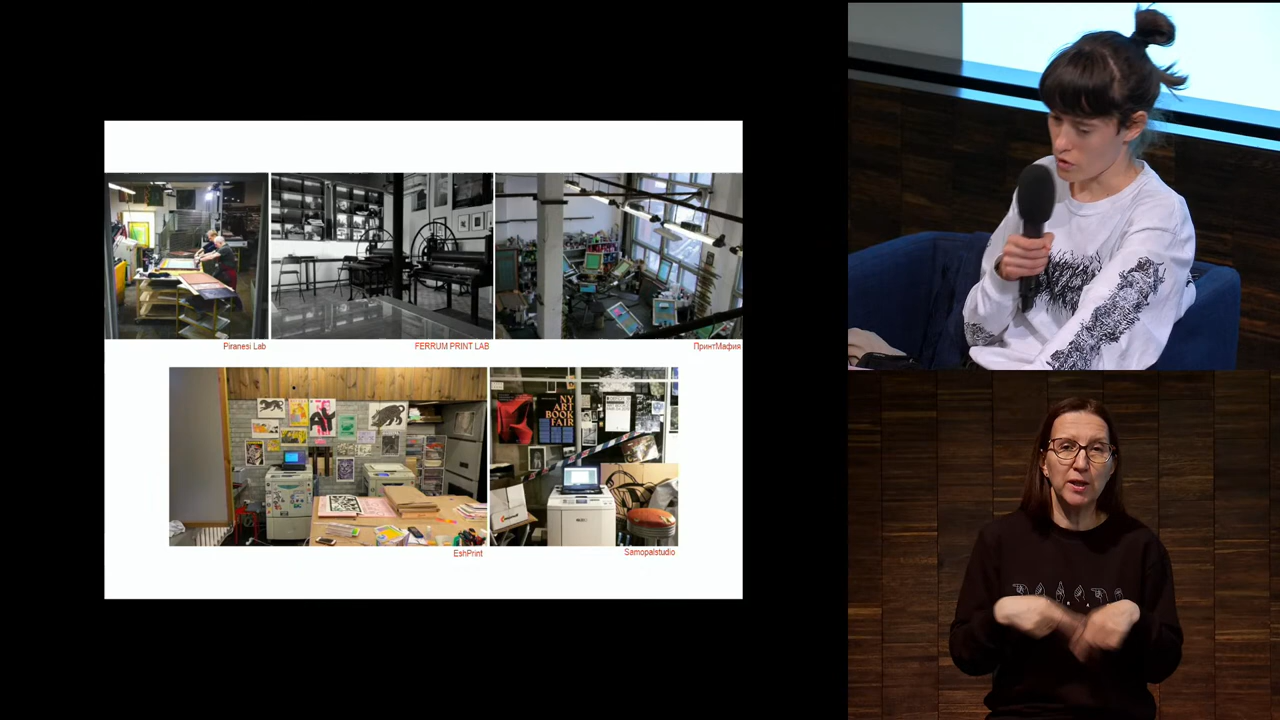 Piranesi Lab
FERRUM PRINT LAB
ПринтМафия
NY
ART
BOOK
FAIR
EshPrint
Samopalstudio